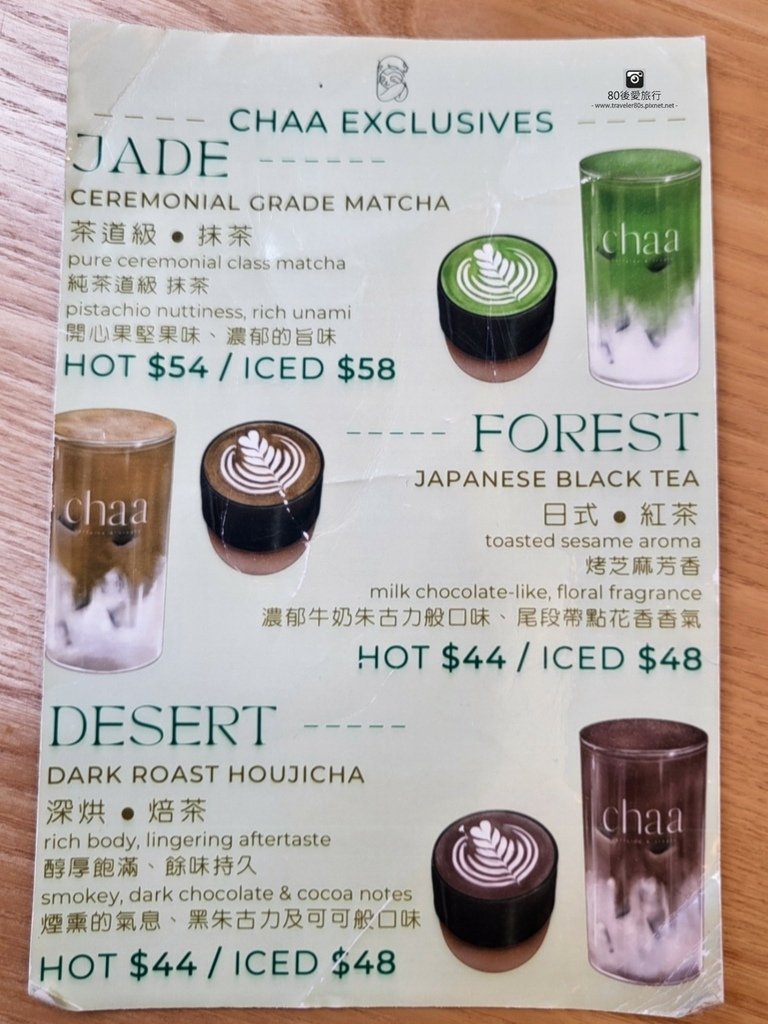 80後愛旅行
- www.traveler80s.pixnet.net -
CHAA EXCLUSIVES
JADE
CEREMONIAL GRADE MATCHA
茶道級 ● 抹茶
pure ceremonial class matcha
純茶道級 抹茶
pistachio nuttiness, rich unami
開心果堅果味、濃郁的旨味
HOT $54 / ICED $58
chaa
FOREST
JAPANESE BLACK TEA
日式 ● 紅茶
toasted sesame aroma
烤芝麻芳香
milk chocolate-like, floral fragrance
濃郁牛奶朱古力般口味、尾段帶點花香香氣
HOT $44 / ICED $48
chaa
DESERT
DARK ROAST HOUJICHA
深烘 ● 焙茶
rich body, lingering aftertaste
醇厚飽滿、餘味持久
smokey, dark chocolate & cocoa notes
煙熏的氣息、黑朱古力及可可般口味
HOT $44 / ICED $48
chaa